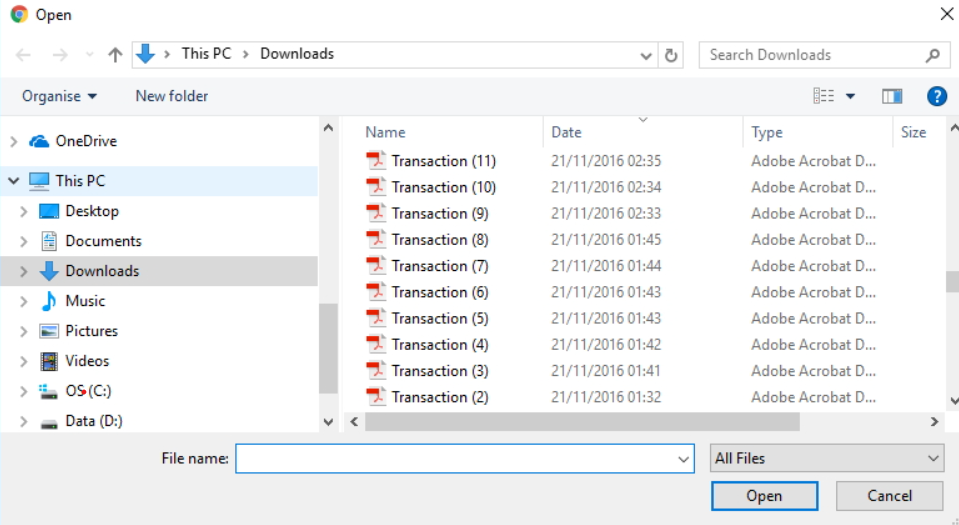 Open
This PC > Downloads
Search Downloads
Organise
New folder
?
OneDrive
This PC
Desktop
Documents
Downloads
Music
Pictures
Videos
OS (C:)
Data (D:)
Name Date Type Size
Transaction (11) 21/11/2016 02:35 Adobe Acrobat D...
Transaction (10) 21/11/2016 02:34 Adobe Acrobat D...
Transaction (9) 21/11/2016 02:33 Adobe Acrobat D...
Transaction (8) 21/11/2016 01:45 Adobe Acrobat D...
Transaction (7) 21/11/2016 01:44 Adobe Acrobat D...
Transaction (6) 21/11/2016 01:43 Adobe Acrobat D...
Transaction (5) 21/11/2016 01:43 Adobe Acrobat D...
Transaction (4) 21/11/2016 01:42 Adobe Acrobat D...
Transaction (3) 21/11/2016 01:41 Adobe Acrobat D...
Transaction (2) 21/11/2016 01:32 Adobe Acrobat D...
File name:
All Files
Open
Cancel